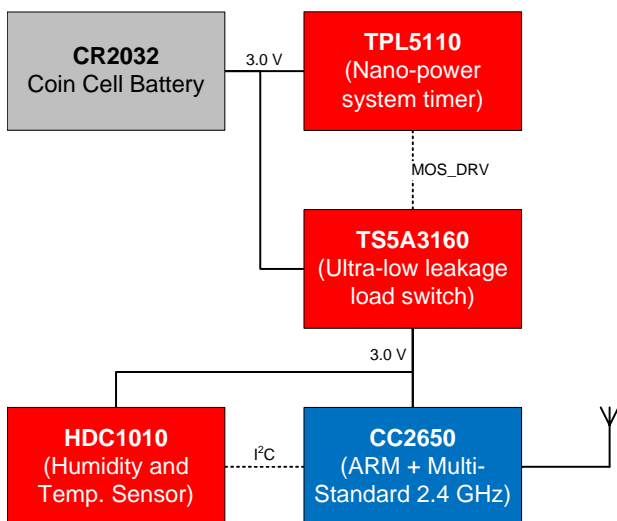 CR2032
Coin Cell Battery
3.0 V
TPL5110
(Nano-power
system timer)
MOS_DRV
TS5A3160
(Ultra-low leakage
load switch)
3.0 V
HDC1010
(Humidity and
Temp. Sensor)
I²C
CC2650
(ARM + Multi-
Standard 2.4 GHz)